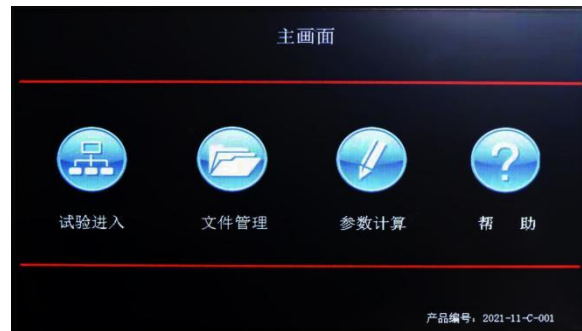 主画面
试验进入 文件管理 参数计算 帮 助
产品编号：2021-11-C-001